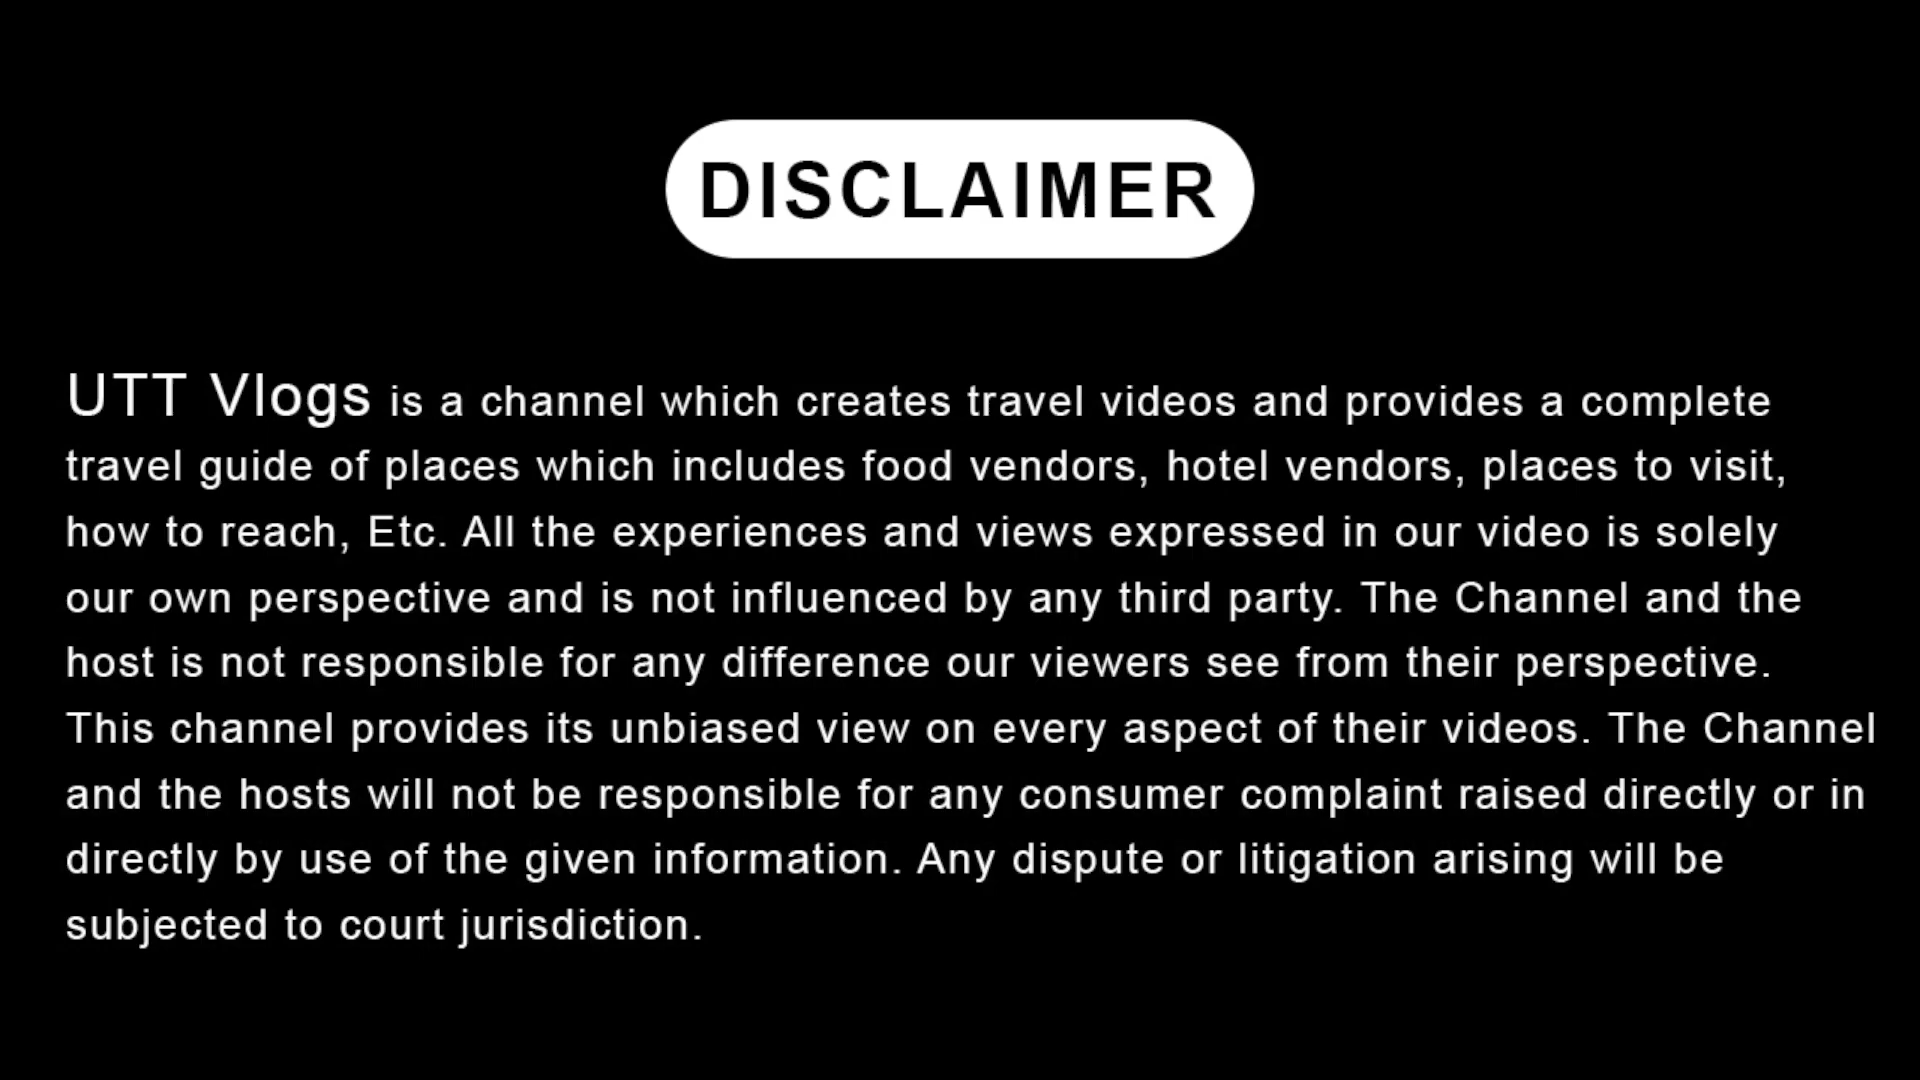 DISCLAIMER
UTT Vlogs is a channel which creates travel videos and provides a complete
travel guide of places which includes food vendors, hotel vendors, places to visit,
how to reach, Etc. All the experiences and views expressed in our video is solely
our own perspective and is not influenced by any third party. The Channel and the
host is not responsible for any difference our viewers see from their perspective.
This channel provides its unbiased view on every aspect of their videos. The Channel
and the hosts will not be responsible for any consumer complaint raised directly or in
directly by use of the given information. Any dispute or litigation arising will be
subjected to court jurisdiction.